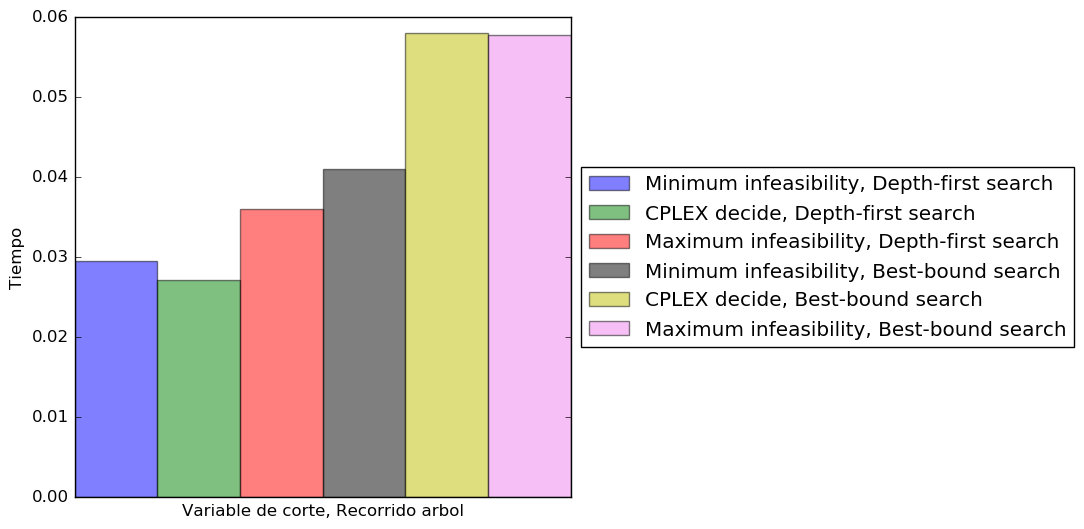 0.06
0.05
0.04
0.03
0.02
0.01
0.00
Tiempo
Variable de corte, Recorrido arbol
Minimum infeasibility, Depth-first search
CPLEX decide, Depth-first search
Maximum infeasibility, Depth-first search
Minimum infeasibility, Best-bound search
CPLEX decide, Best-bound search
Maximum infeasibility, Best-bound search